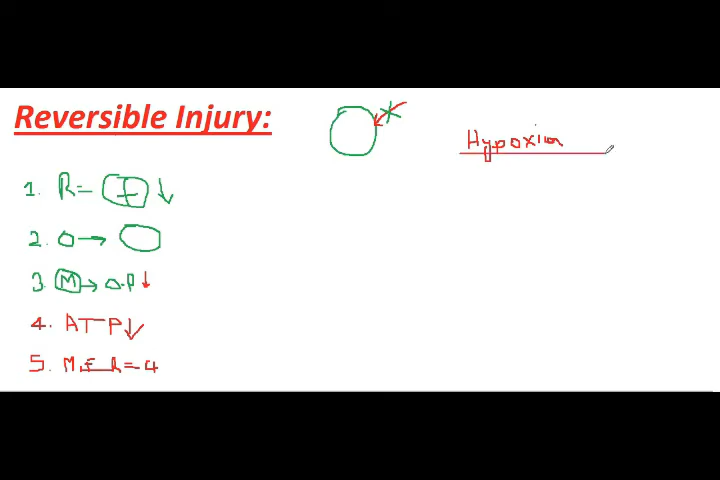 Reversible Injury:
Hypoxia
1. R= I ↓
2. O →
3. M → O.P ↓
4. ATP ↓
5. M.F R=4